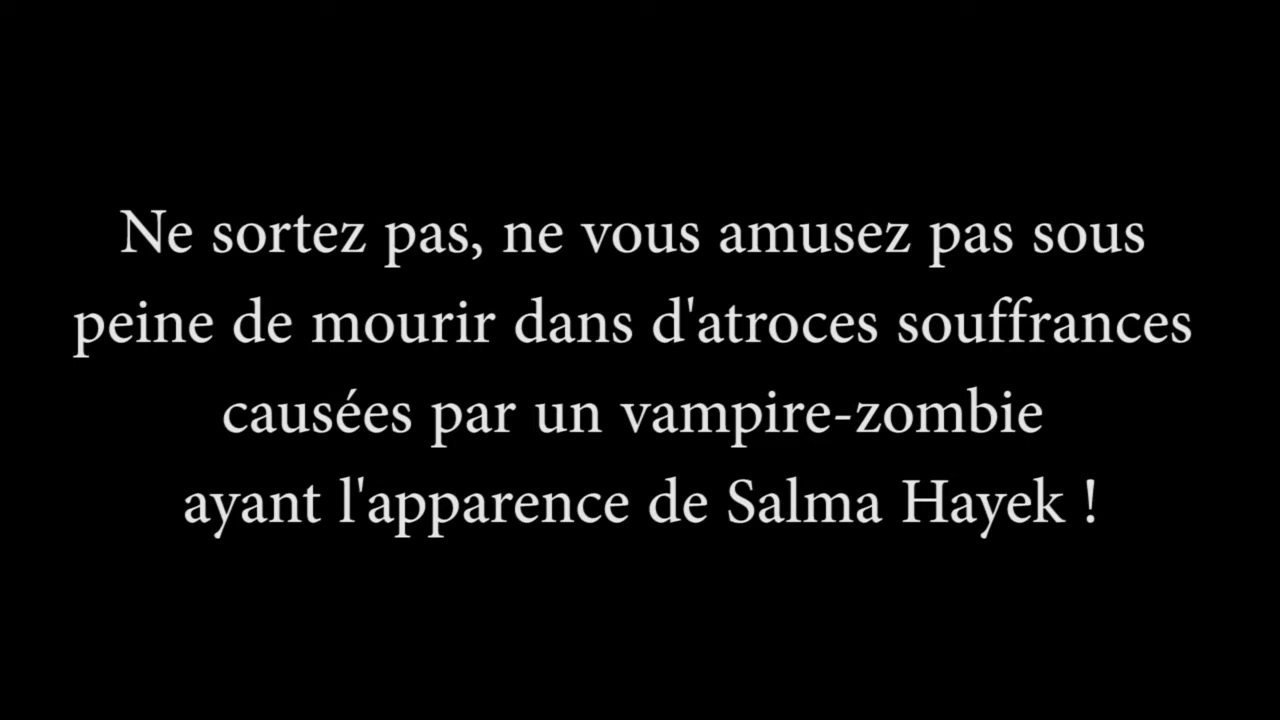 Ne sortez pas, ne vous amusez pas sous
peine de mourir dans d'atroces souffrances
causées par un vampire-zombie
ayant l'apparence de Salma Hayek !